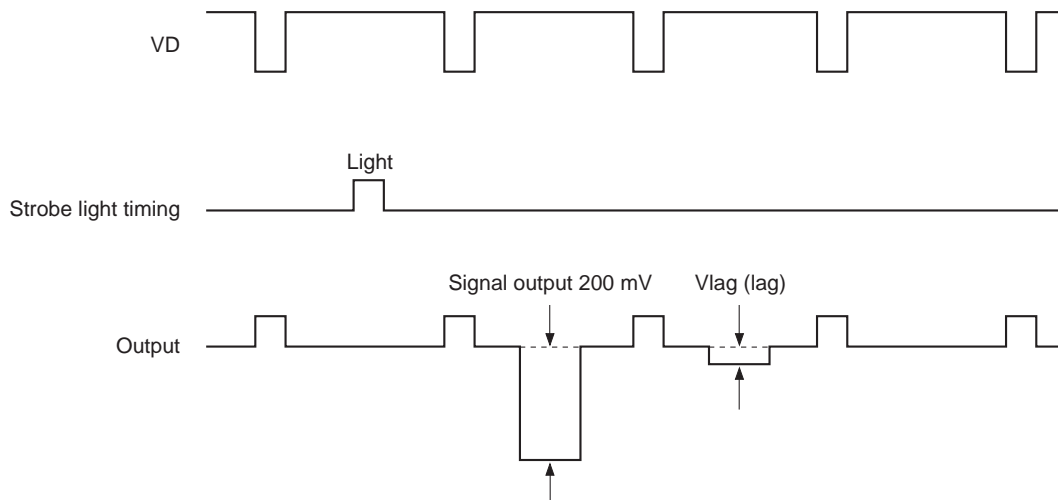 VD
Light
Strobe light timing
Signal output 200 mV
Vlag (lag)
Output